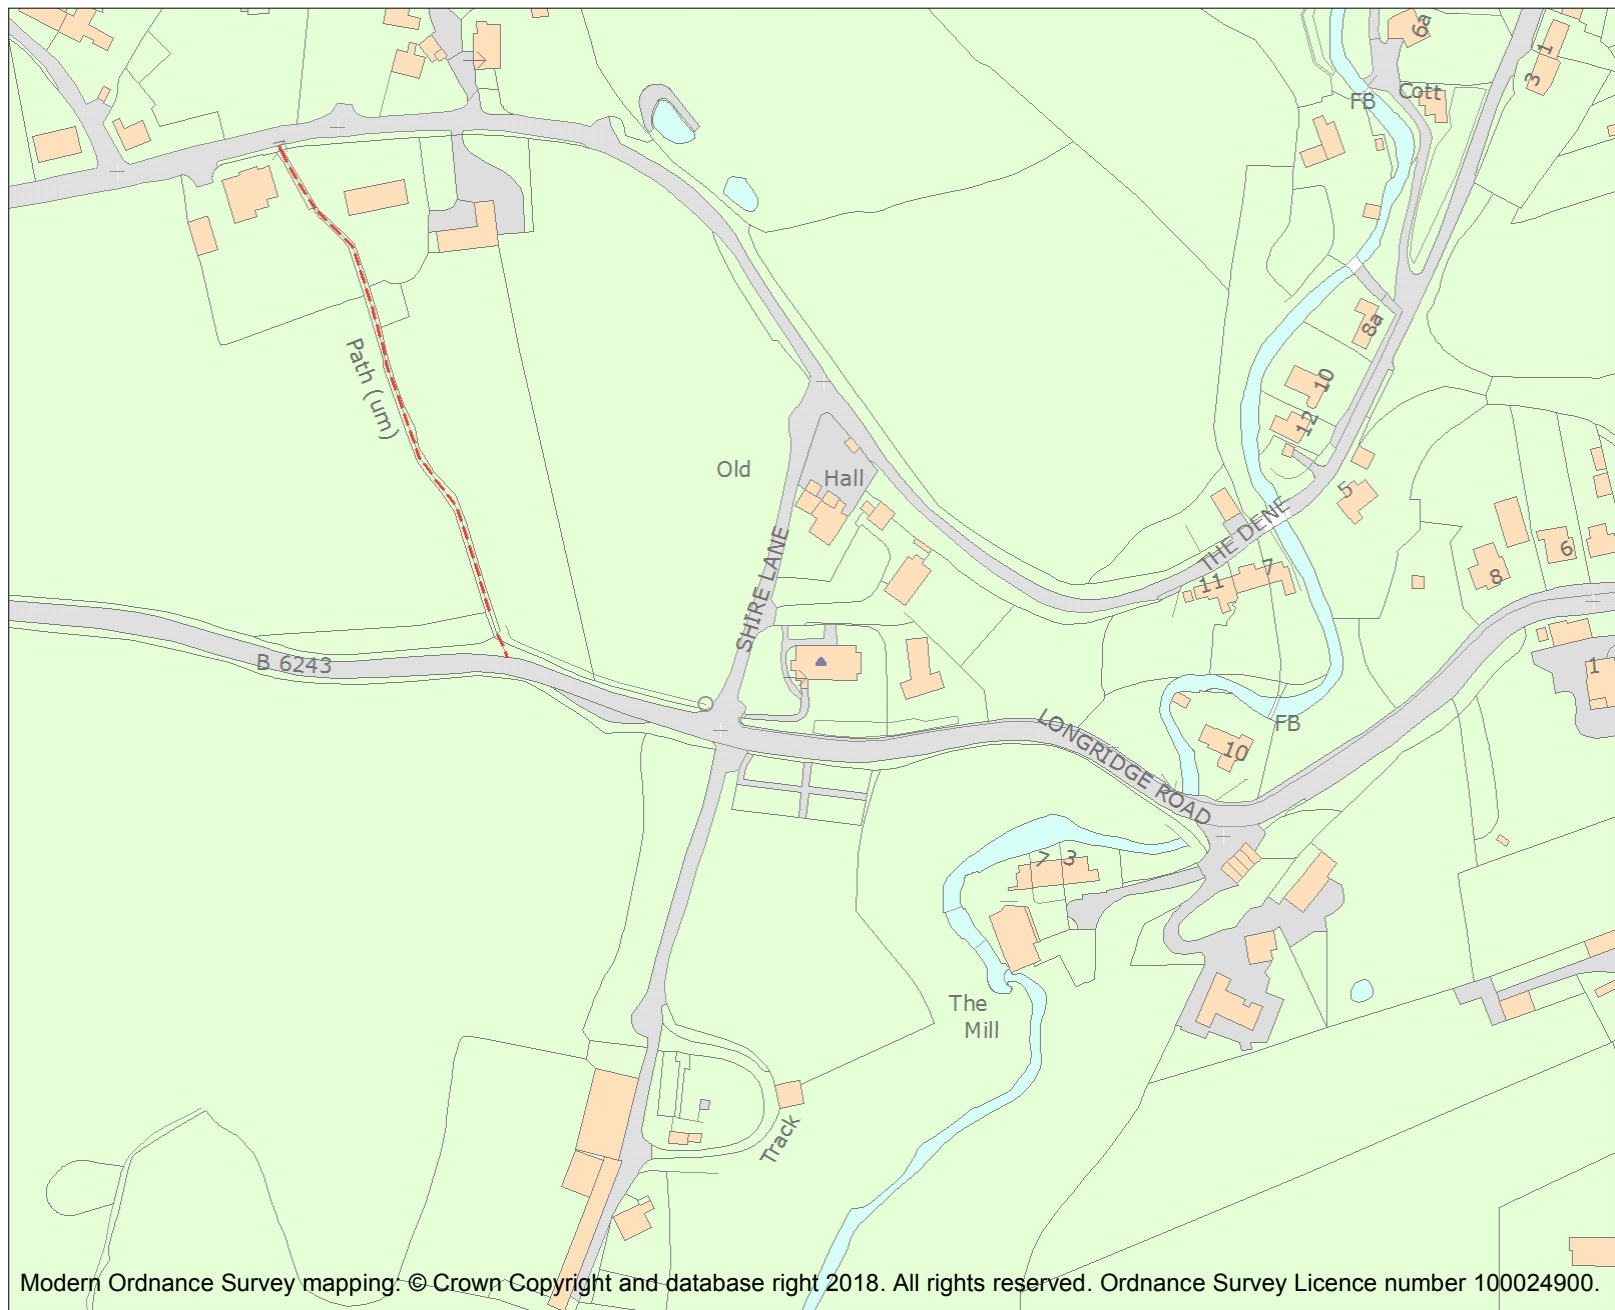 6a
1
3
FB
Cott
8a
10
12
Path (um)
Old
Hall
5
THE DENE
11
7
6
8
SHIRE LANE
B 6243
1
LONGRIDGE ROAD
FB
10
7
3
The
Mill
Track
Modern Ordnance Survey mapping. © Crown Copyright and database right 2018. All rights reserved. Ordnance Survey Licence number 100024900.